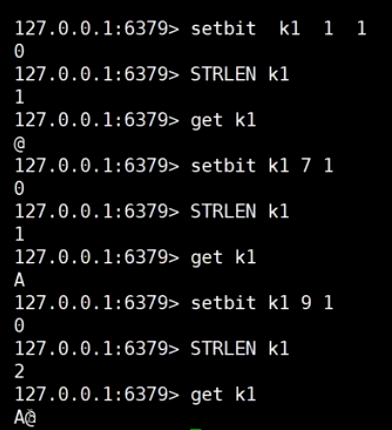 127.0.0.1:6379> setbit  k1  1  1
0
127.0.0.1:6379> STRLEN k1
1
127.0.0.1:6379> get k1
@
127.0.0.1:6379> setbit k1 7 1
0
127.0.0.1:6379> STRLEN k1
1
127.0.0.1:6379> get k1
A
127.0.0.1:6379> setbit k1 9 1
0
127.0.0.1:6379> STRLEN k1
2
127.0.0.1:6379> get k1
A@